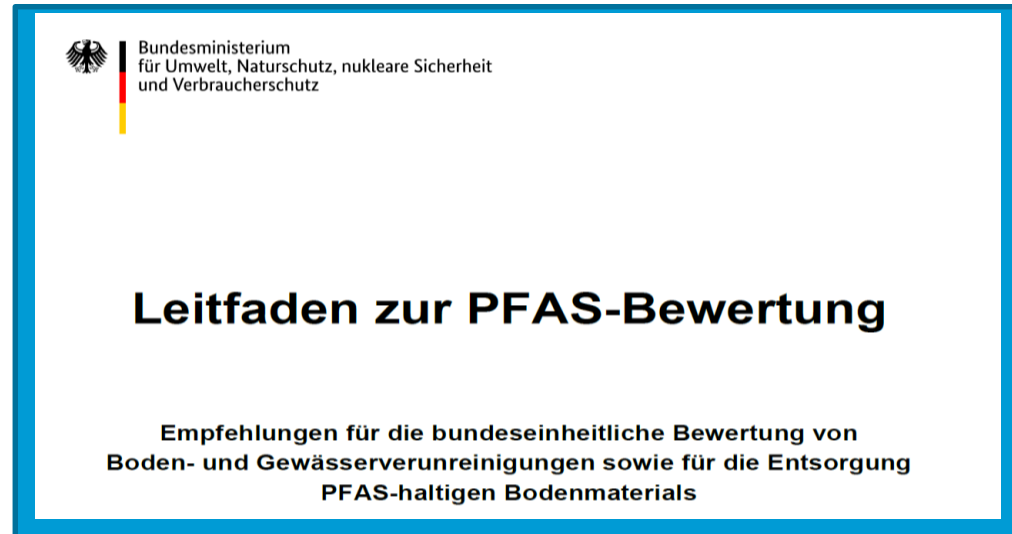 Bundesministerium
für Umwelt, Naturschutz, nukleare Sicherheit
und Verbraucherschutz
Leitfaden zur PFAS-Bewertung
Empfehlungen für die bundeseinheitliche Bewertung von
Boden- und Gewässerverunreinigungen sowie für die Entsorgung
PFAS-haltigen Bodenmaterials